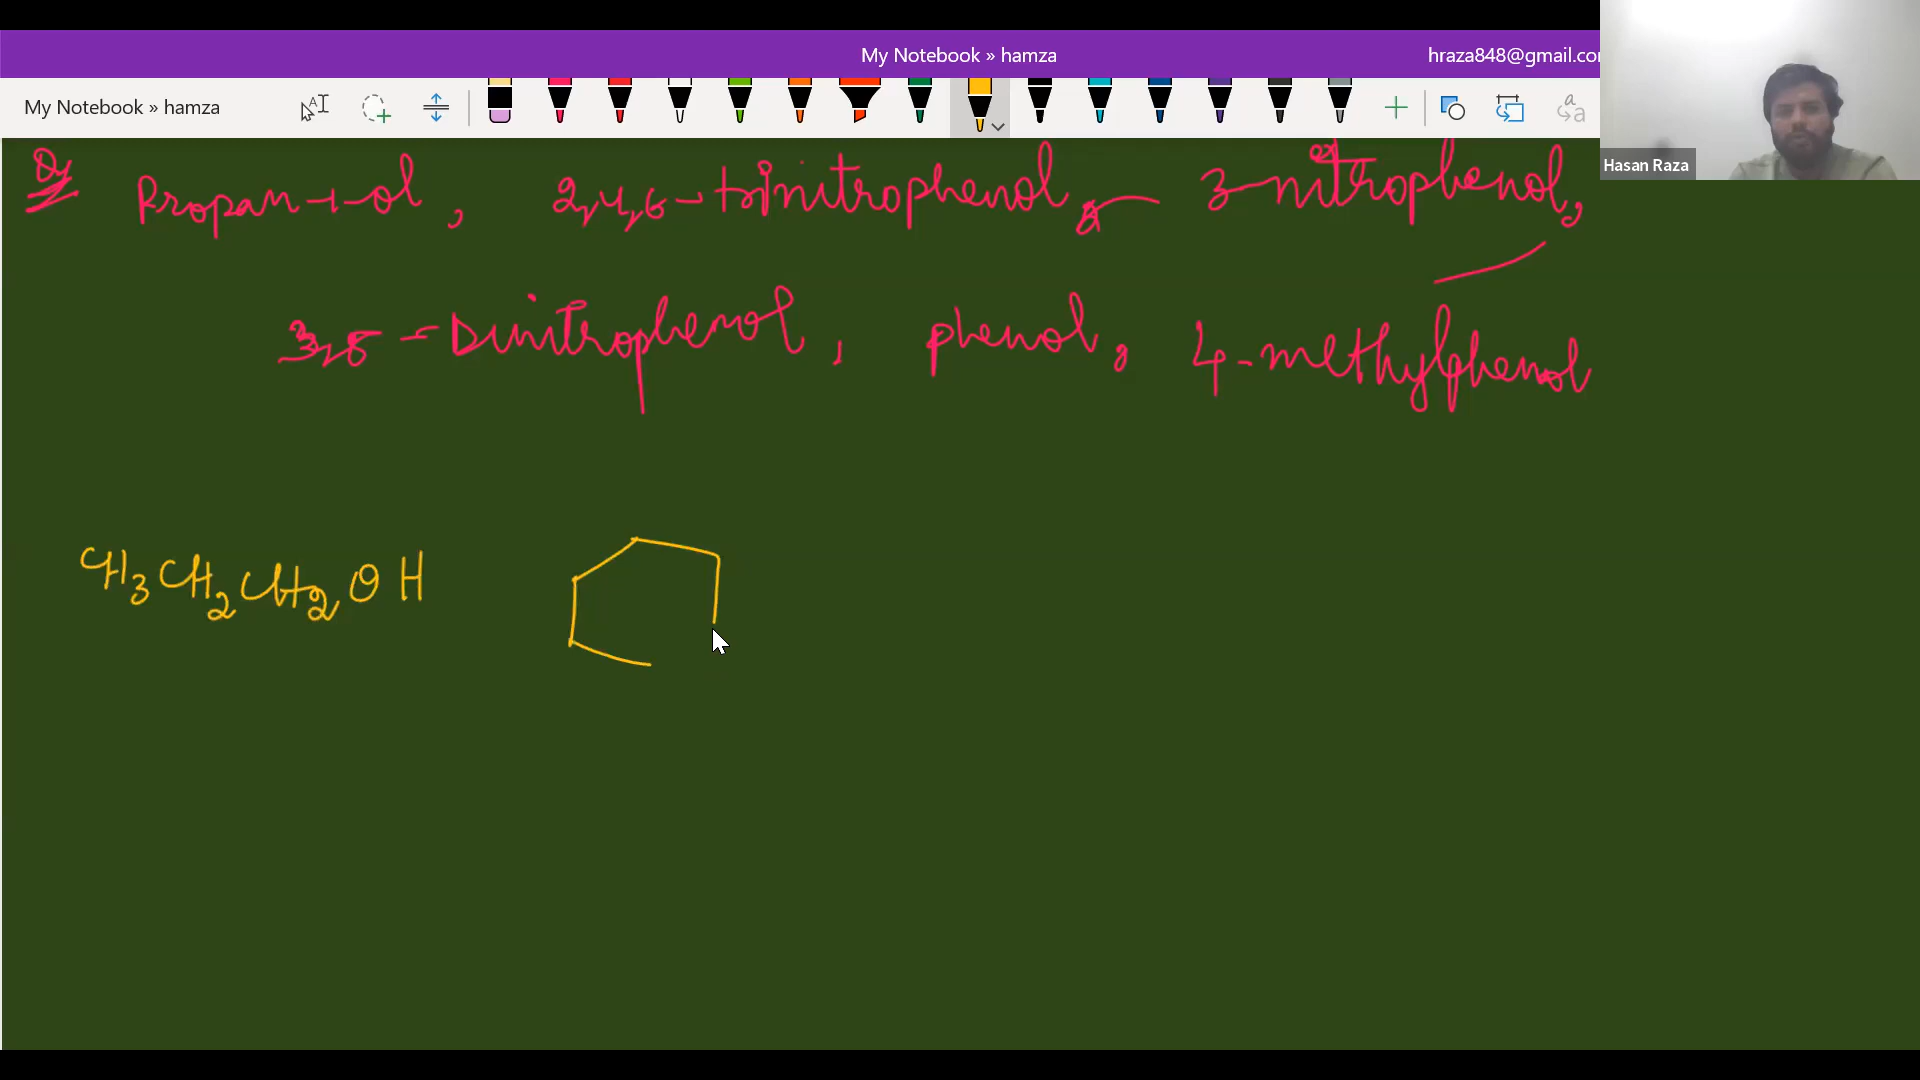 My Notebook » hamza
hraza848@gmail.co
My Notebook » hamza
Hasan Raza
Qy Propan-1-ol, 2,4,6-trinitrophenol, 3-nitrophenol,
3,5-Dinitrophenol, phenol, 4-methylphenol
CH3CH2CH2OH